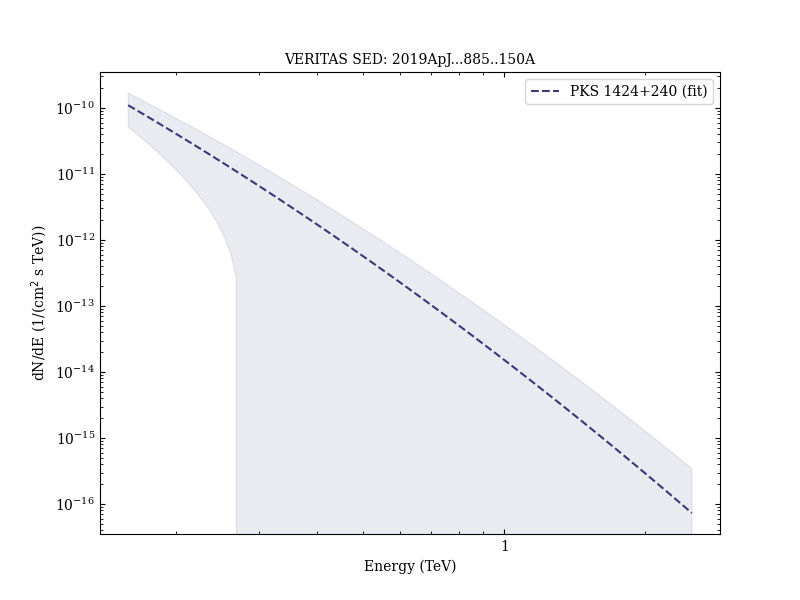 VERITAS SED: 2019ApJ...885..150A
PKS 1424+240 (fit)
dN/dE (1/(cm² s TeV))
10⁻¹⁰
10⁻¹¹
10⁻¹²
10⁻¹³
10⁻¹⁴
10⁻¹⁵
10⁻¹⁶
1
Energy (TeV)